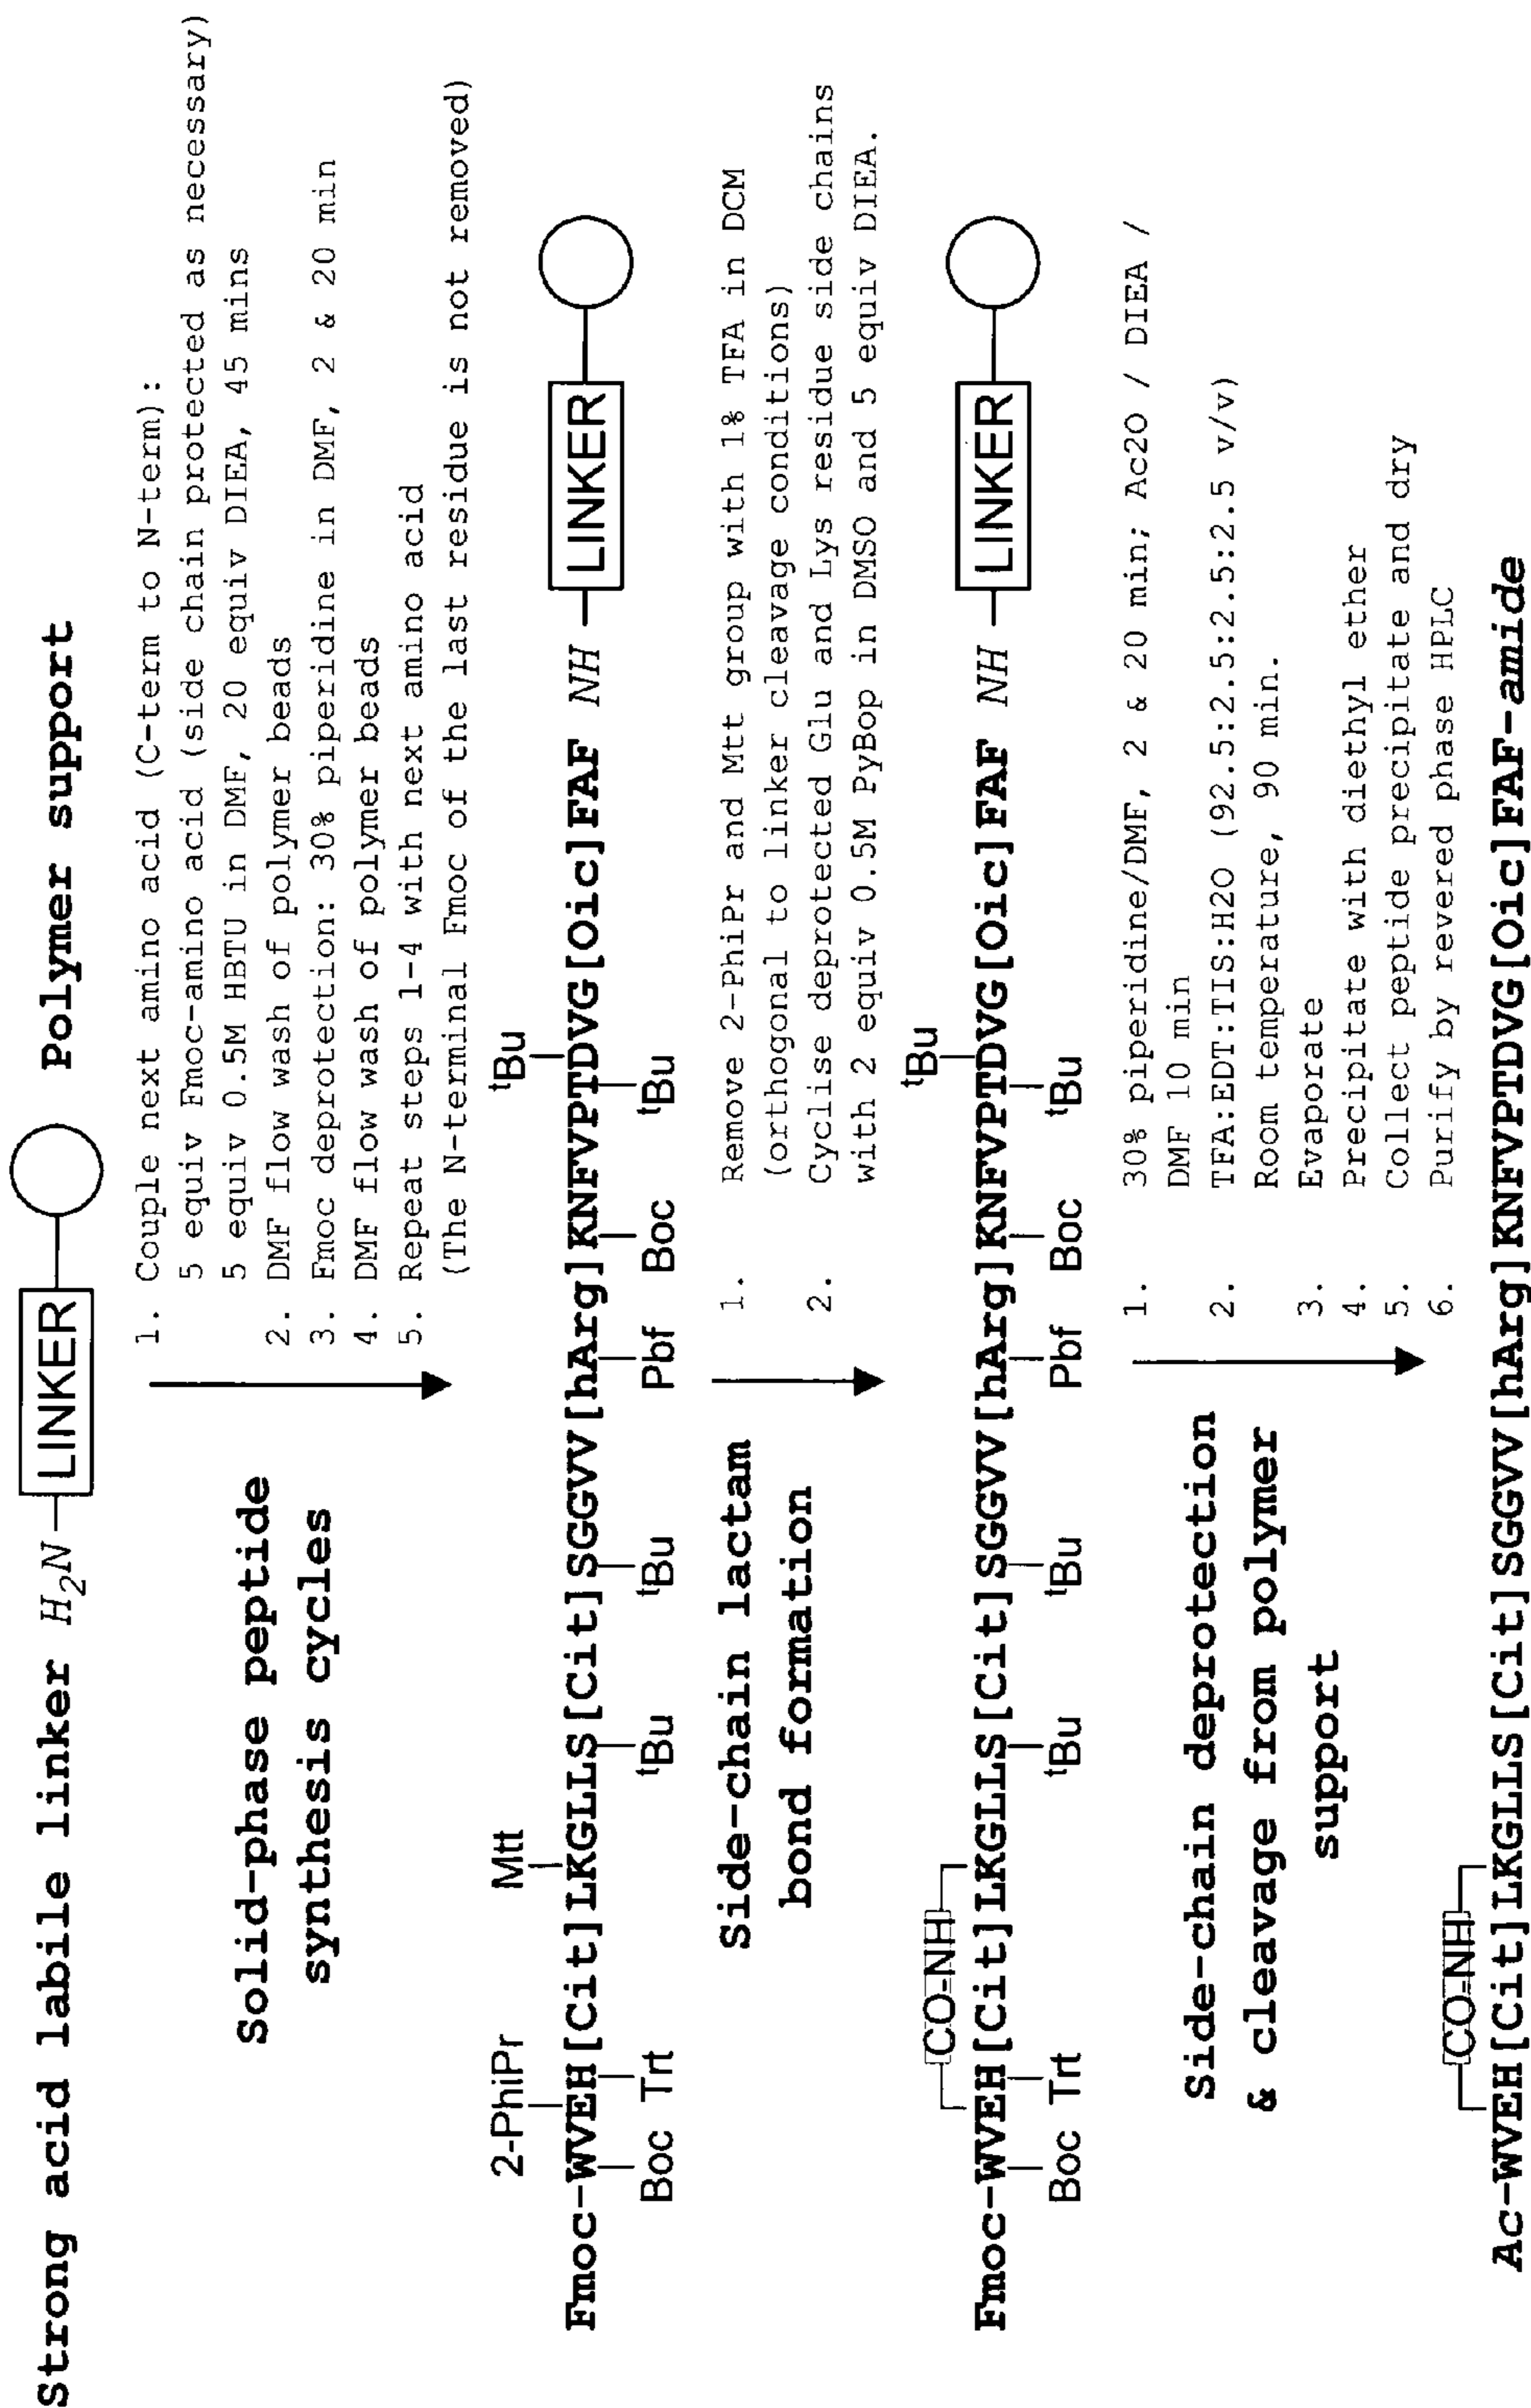 Strong acid labile linker H2N LINKER Polymer support
1. Couple next amino acid (C-term to N-term):
5 equiv Fmoc-amino acid (side chain protected as necessary)
5 equiv 0.5M HBTU in DMF, 20 equiv DIEA, 45 mins
2. DMF flow wash of polymer beads
3. Fmoc deprotection: 30% piperidine in DMF, 2 & 20 min
4. DMF flow wash of polymer beads
5. Repeat steps 1-4 with next amino acid
(The N-terminal Fmoc of the last residue is not removed)
Solid-phase peptide
synthesis cycles
2-PhiPr Mtt tBu
Fmoc-WVEH[Cit]LKGLLS[Cit]SGGVV[hArg]KNFVPTDVG[Oic]FAF NH LINKER
Boc Trt tBu tBu Pbf Boc tBu
Side-chain lactam
bond formation
1. Remove 2-PhiPr and Mtt group with 1% TFA in DCM
(orthogonal to linker cleavage conditions)
2. Cyclise deprotected Glu and Lys residue side chains
with 2 equiv 0.5M PyBop in DMSO and 5 equiv DIEA.
CO-NH tBu
Fmoc-WVEH[Cit]LKGLLS[Cit]SGGVV[hArg]KNFVPTDVG[Oic]FAF NH LINKER
Boc Trt tBu tBu Pbf Boc tBu
Side-chain deprotection
& cleavage from polymer
support
1. 30% piperidine/DMF, 2 & 20 min; Ac2O / DIEA /
DMF 10 min
2. TFA:EDT:TIS:H2O (92.5:2.5:2.5:2.5 v/v)
Room temperature, 90 min.
3. Evaporate
4. Precipitate with diethyl ether
5. Collect peptide precipitate and dry
6. Purify by revered phase HPLC
CO-NH
Ac-WVEH[Cit]LKGLLS[Cit]SGGVV[hArg]KNFVPTDVG[Oic]FAF-amide